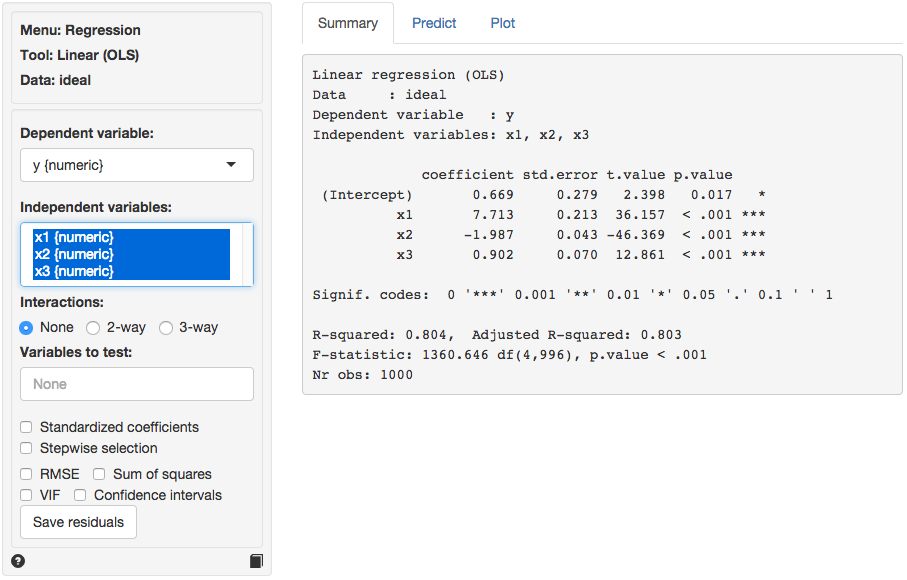 Menu: Regression
Tool: Linear (OLS)
Data: ideal
Dependent variable:
y {numeric}
Independent variables:
x1 {numeric}
x2 {numeric}
x3 {numeric}
Interactions:
None 2-way 3-way
Variables to test:
None
Standardized coefficients
Stepwise selection
RMSE Sum of squares
VIF Confidence intervals
Save residuals
?
Summary Predict Plot
Linear regression (OLS)
Data     : ideal
Dependent variable   : y
Independent variables: x1, x2, x3
            coefficient std.error t.value p.value
(Intercept)       0.669     0.279   2.398   0.017   *
         x1       7.713     0.213  36.157  < .001 ***
         x2      -1.987     0.043 -46.369  < .001 ***
         x3       0.902     0.070  12.861  < .001 ***
Signif. codes:  0 '***' 0.001 '**' 0.01 '*' 0.05 '.' 0.1 ' ' 1
R-squared: 0.804,  Adjusted R-squared: 0.803
F-statistic: 1360.646 df(4,996), p.value < .001
Nr obs: 1000